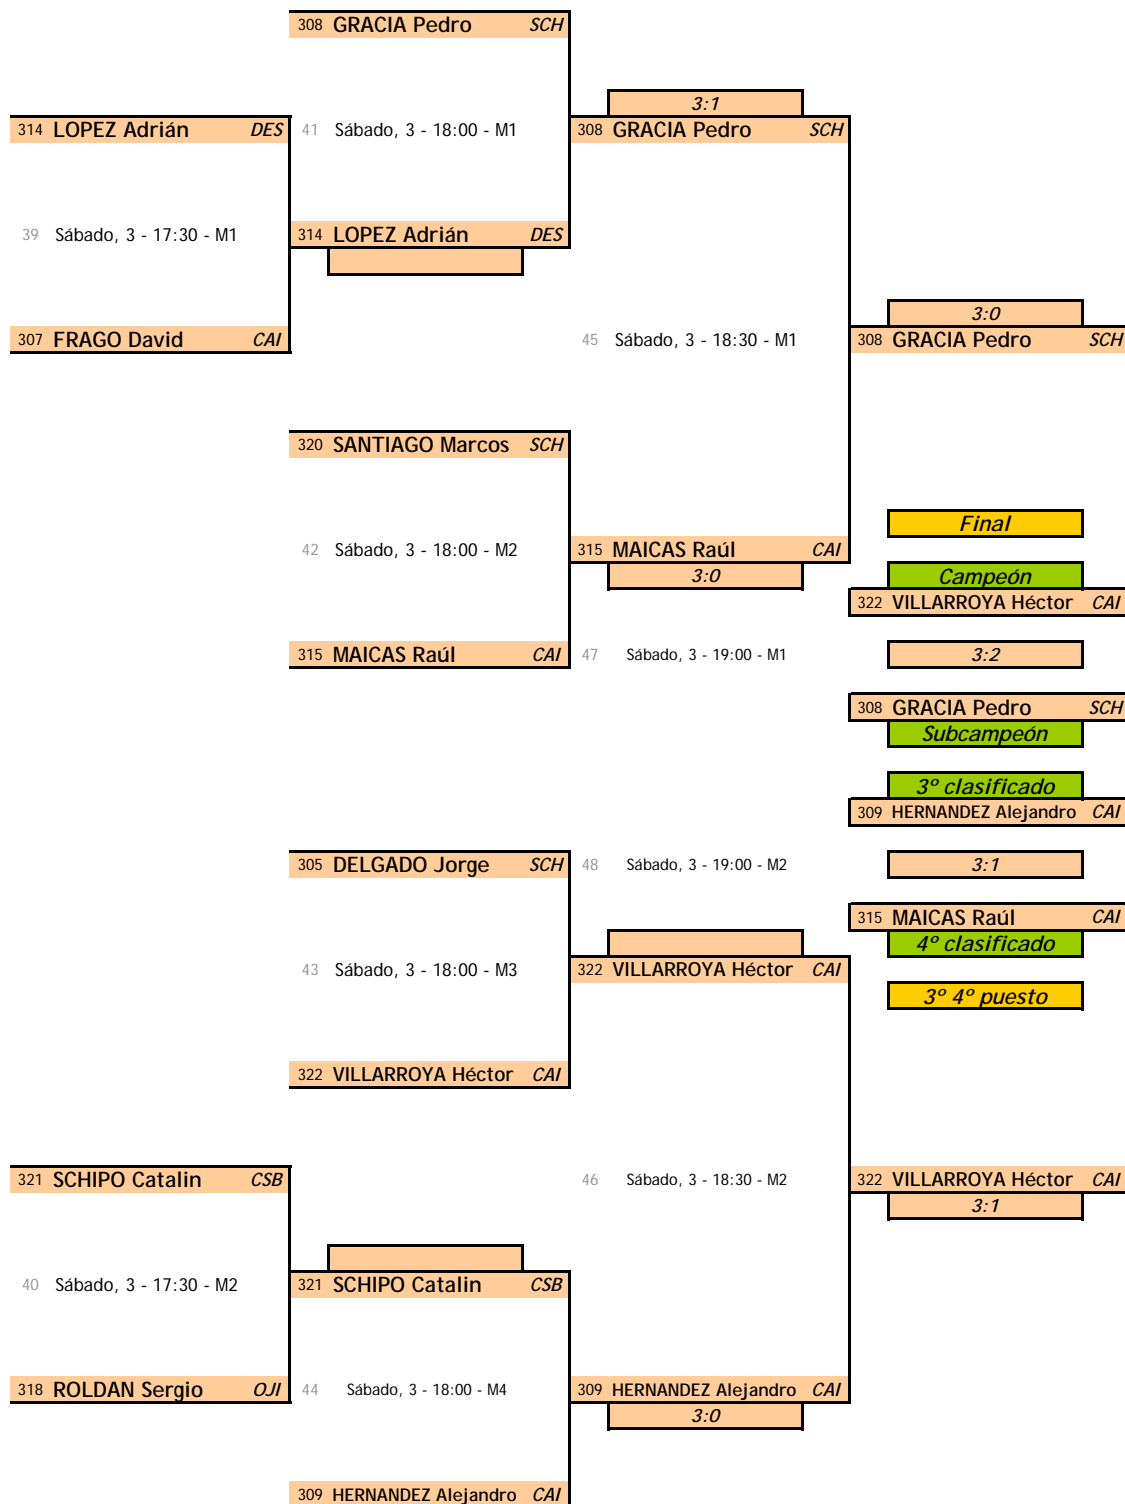 308 GRACIA Pedro SCH
3:1
314 LOPEZ Adrián DES 41 Sábado, 3 - 18:00 - M1 308 GRACIA Pedro SCH
39 Sábado, 3 - 17:30 - M1 314 LOPEZ Adrián DES
3:0
307 FRAGO David CAI 45 Sábado, 3 - 18:30 - M1 308 GRACIA Pedro SCH
320 SANTIAGO Marcos SCH
Final
42 Sábado, 3 - 18:00 - M2 315 MAICAS Raúl CAI
3:0 Campeón
322 VILLARROYA Héctor CAI
315 MAICAS Raúl CAI 47 Sábado, 3 - 19:00 - M1 3:2
308 GRACIA Pedro SCH
Subcampeón
3º clasificado
309 HERNANDEZ Alejandro CAI
305 DELGADO Jorge SCH 48 Sábado, 3 - 19:00 - M2 3:1
315 MAICAS Raúl CAI
4º clasificado
43 Sábado, 3 - 18:00 - M3 322 VILLARROYA Héctor CAI
3º 4º puesto
322 VILLARROYA Héctor CAI
321 SCHIPO Catalin CSB 46 Sábado, 3 - 18:30 - M2 322 VILLARROYA Héctor CAI
3:1
40 Sábado, 3 - 17:30 - M2 321 SCHIPO Catalin CSB
318 ROLDAN Sergio OJI 44 Sábado, 3 - 18:00 - M4 309 HERNANDEZ Alejandro CAI
3:0
309 HERNANDEZ Alejandro CAI